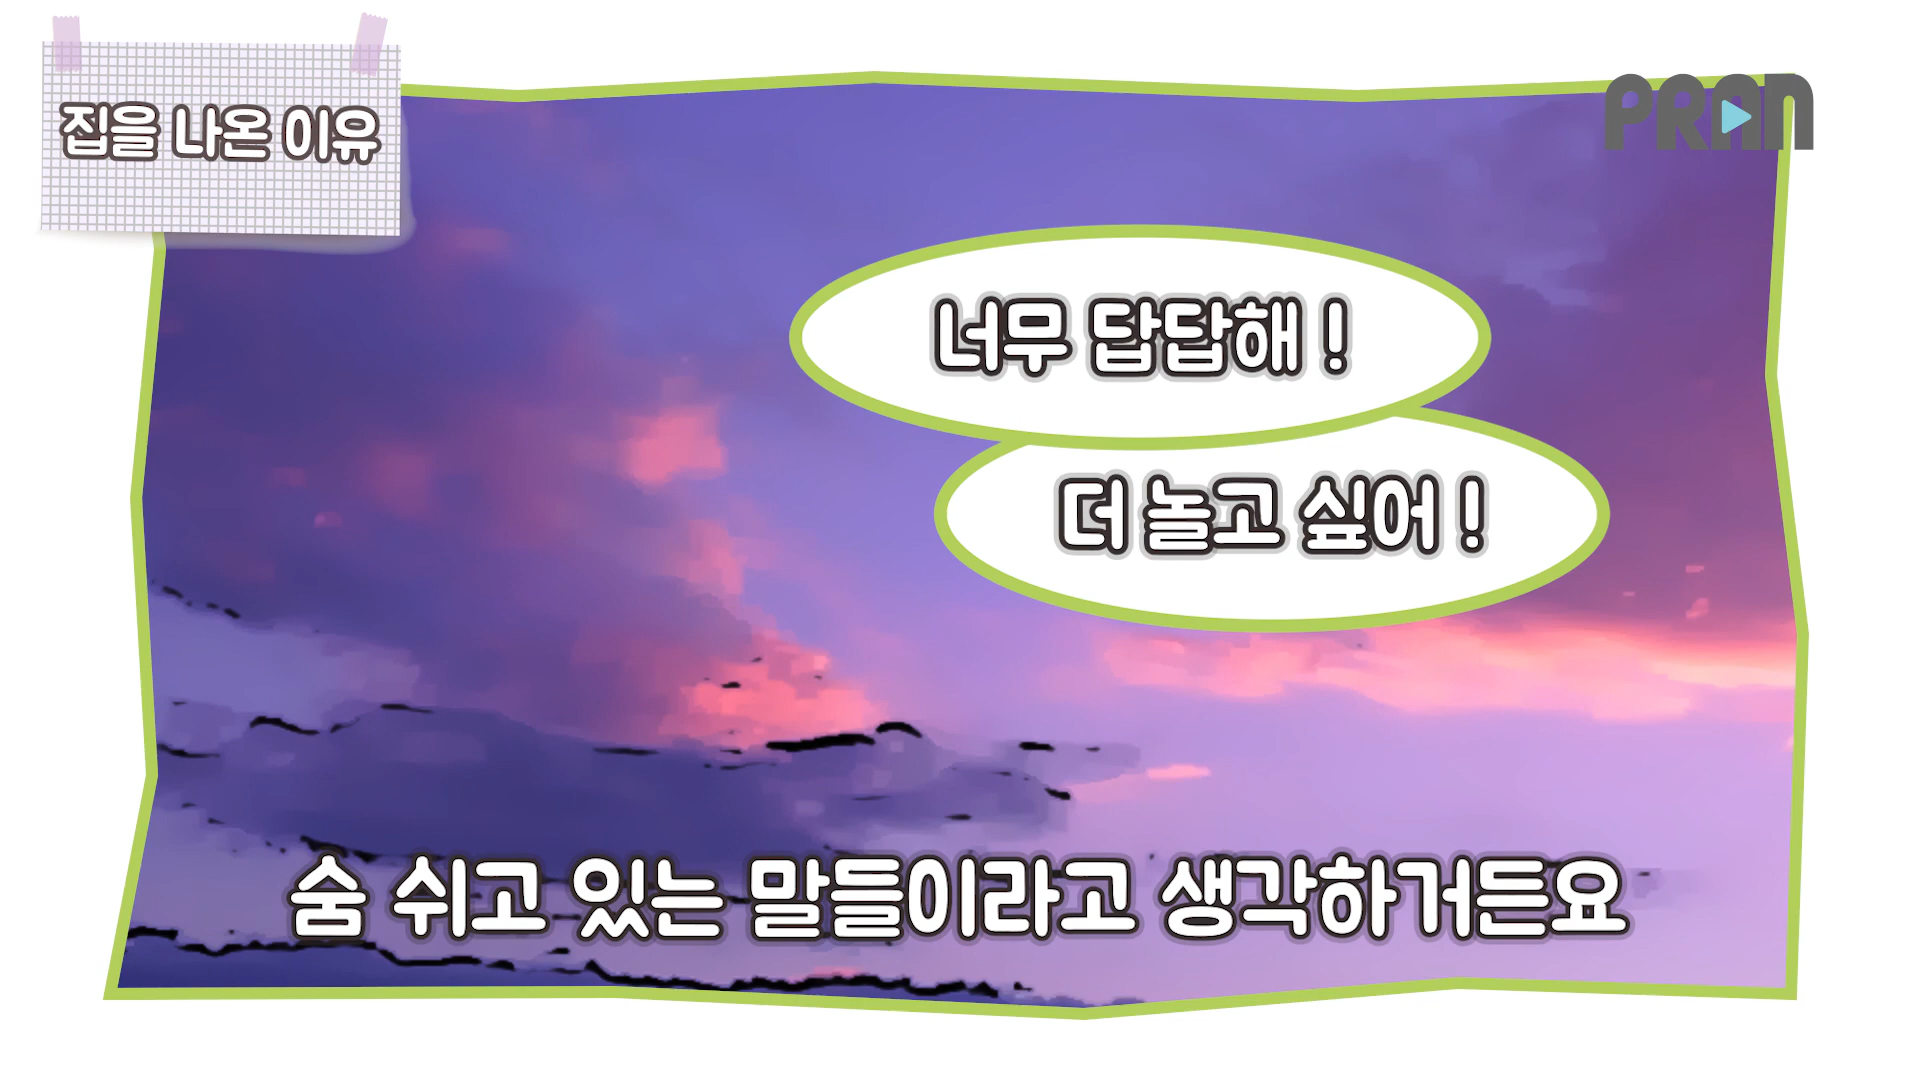 집을 나온 이유
PRAN
너무 답답해 !
더 놀고 싶어 !
숨 쉬고 있는 말들이라고 생각하거든요